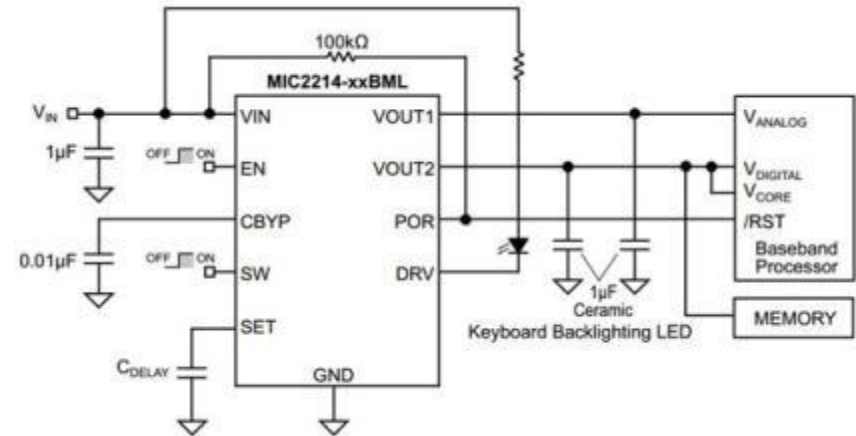 100kΩ
MIC2214-xxBML
VIN
1µF
OFF ON
VIN
EN
CBYP
0.01µF
OFF ON
SW
SET
CDELAY
GND
VOUT1
VOUT2
POR
DRV
1µF
Ceramic
Keyboard Backlighting LED
VANALOG
VDIGITAL
VCORE
/RST
Baseband
Processor
MEMORY